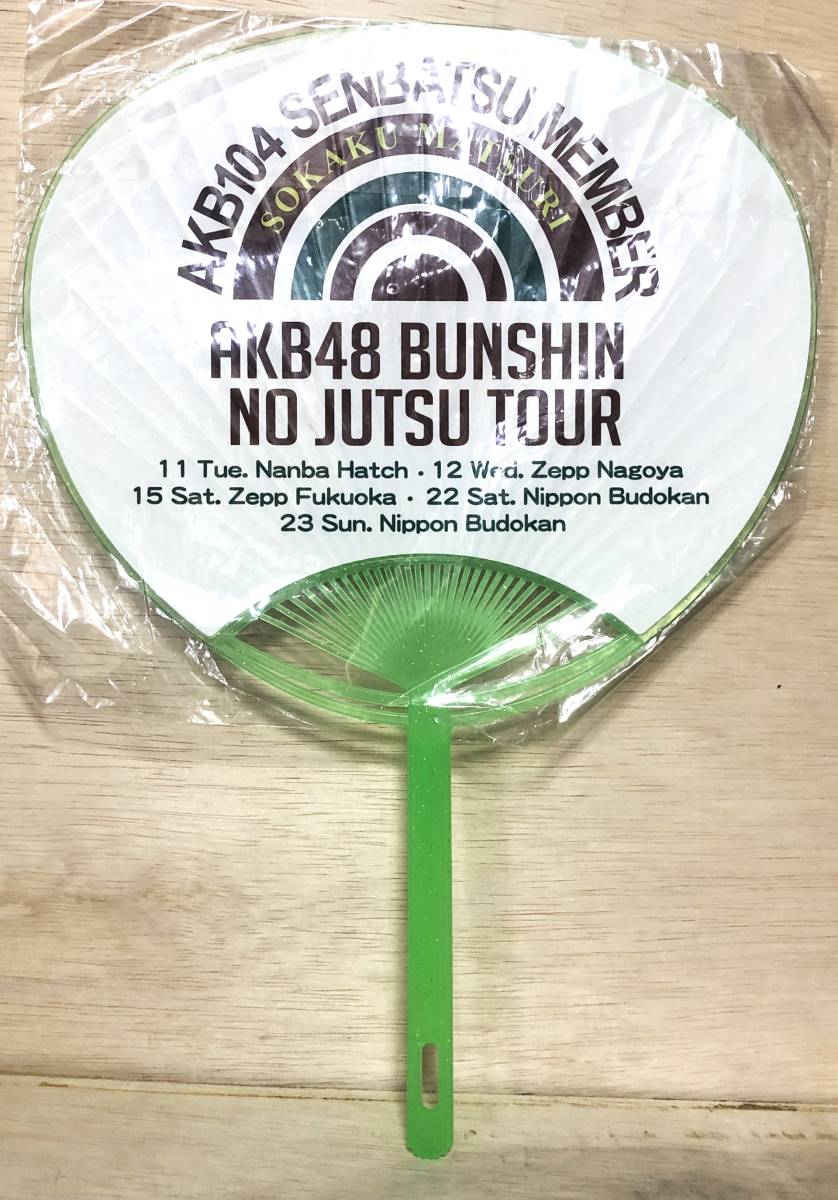 AKB104 SENBATSU MEMBER
SOKAKU MATSURI
AKB48 BUNSHIN
NO JUTSU TOUR
11 Tue. Nanba Hatch · 12 Wed. Zepp Nagoya
15 Sat. Zepp Fukuoka · 22 Sat. Nippon Budokan
23 Sun. Nippon Budokan